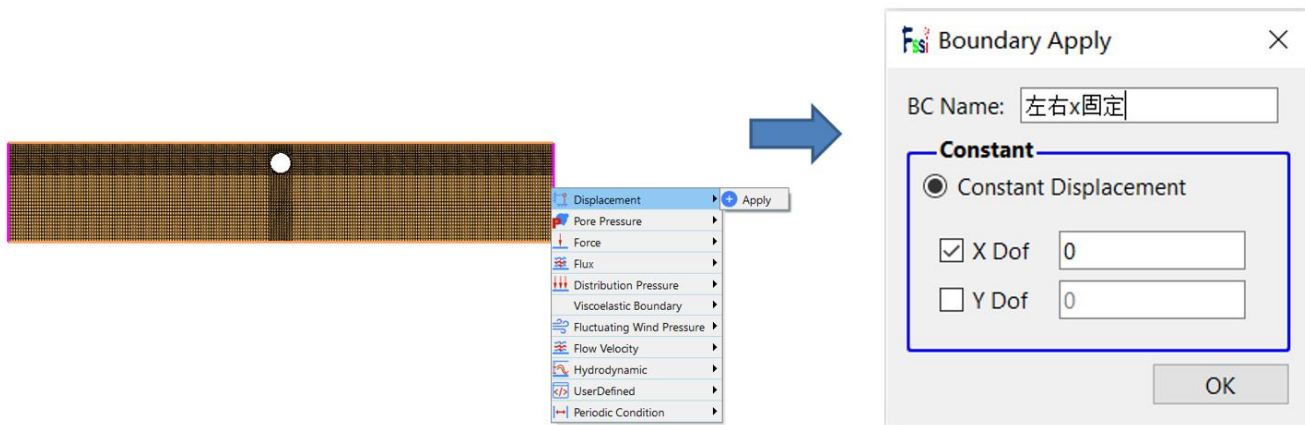 Displacement
Apply
Pore Pressure
Force
Flux
Distribution Pressure
Viscoelastic Boundary
Fluctuating Wind Pressure
Flow Velocity
Hydrodynamic
UserDefined
Periodic Condition
Fssi Boundary Apply
BC Name: 左右x固定
Constant
Constant Displacement
X Dof 0
Y Dof 0
OK